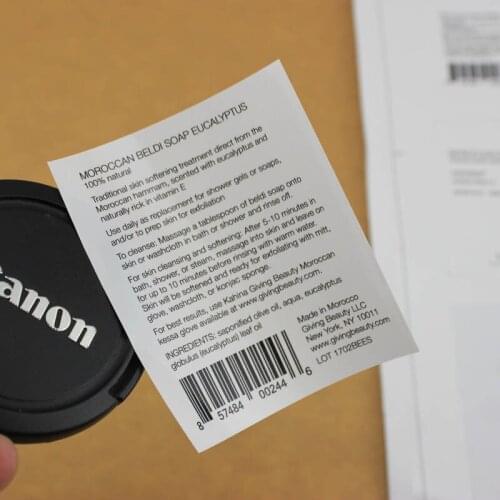 MOROCCAN BELDI SOAP EUCALYPTUS
100% natural
Traditional skin softening treatment direct from the
Moroccan hammam, scented with eucalyptus and
naturally rich in vitamin E
Use daily as replacement for shower gels or soaps,
and/or to prep skin for exfoliation
To cleanse: Massage a tablespoon of beldi soap onto
skin or washcloth in bath or shower and rinse off.
For skin cleansing and softening: After 5-10 minutes in
bath, shower, or steam, massage into skin and leave on
for up to 10 minutes before rinsing with warm water.
Skin will be softened and ready for exfoliating with mitt,
glove, washcloth, or konjac sponge.
For best results, use Kahina Giving Beauty Moroccan
kessa glove available at www.givingbeauty.com.
INGREDIENTS: saponified olive oil, aqua, eucalyptus
globulus (eucalyptus) leaf oil
8 57484 00244 6
Made in Morocco
Giving Beauty LLC
New York, NY 10011
www.givingbeauty.com
LOT 1702BEES
anon